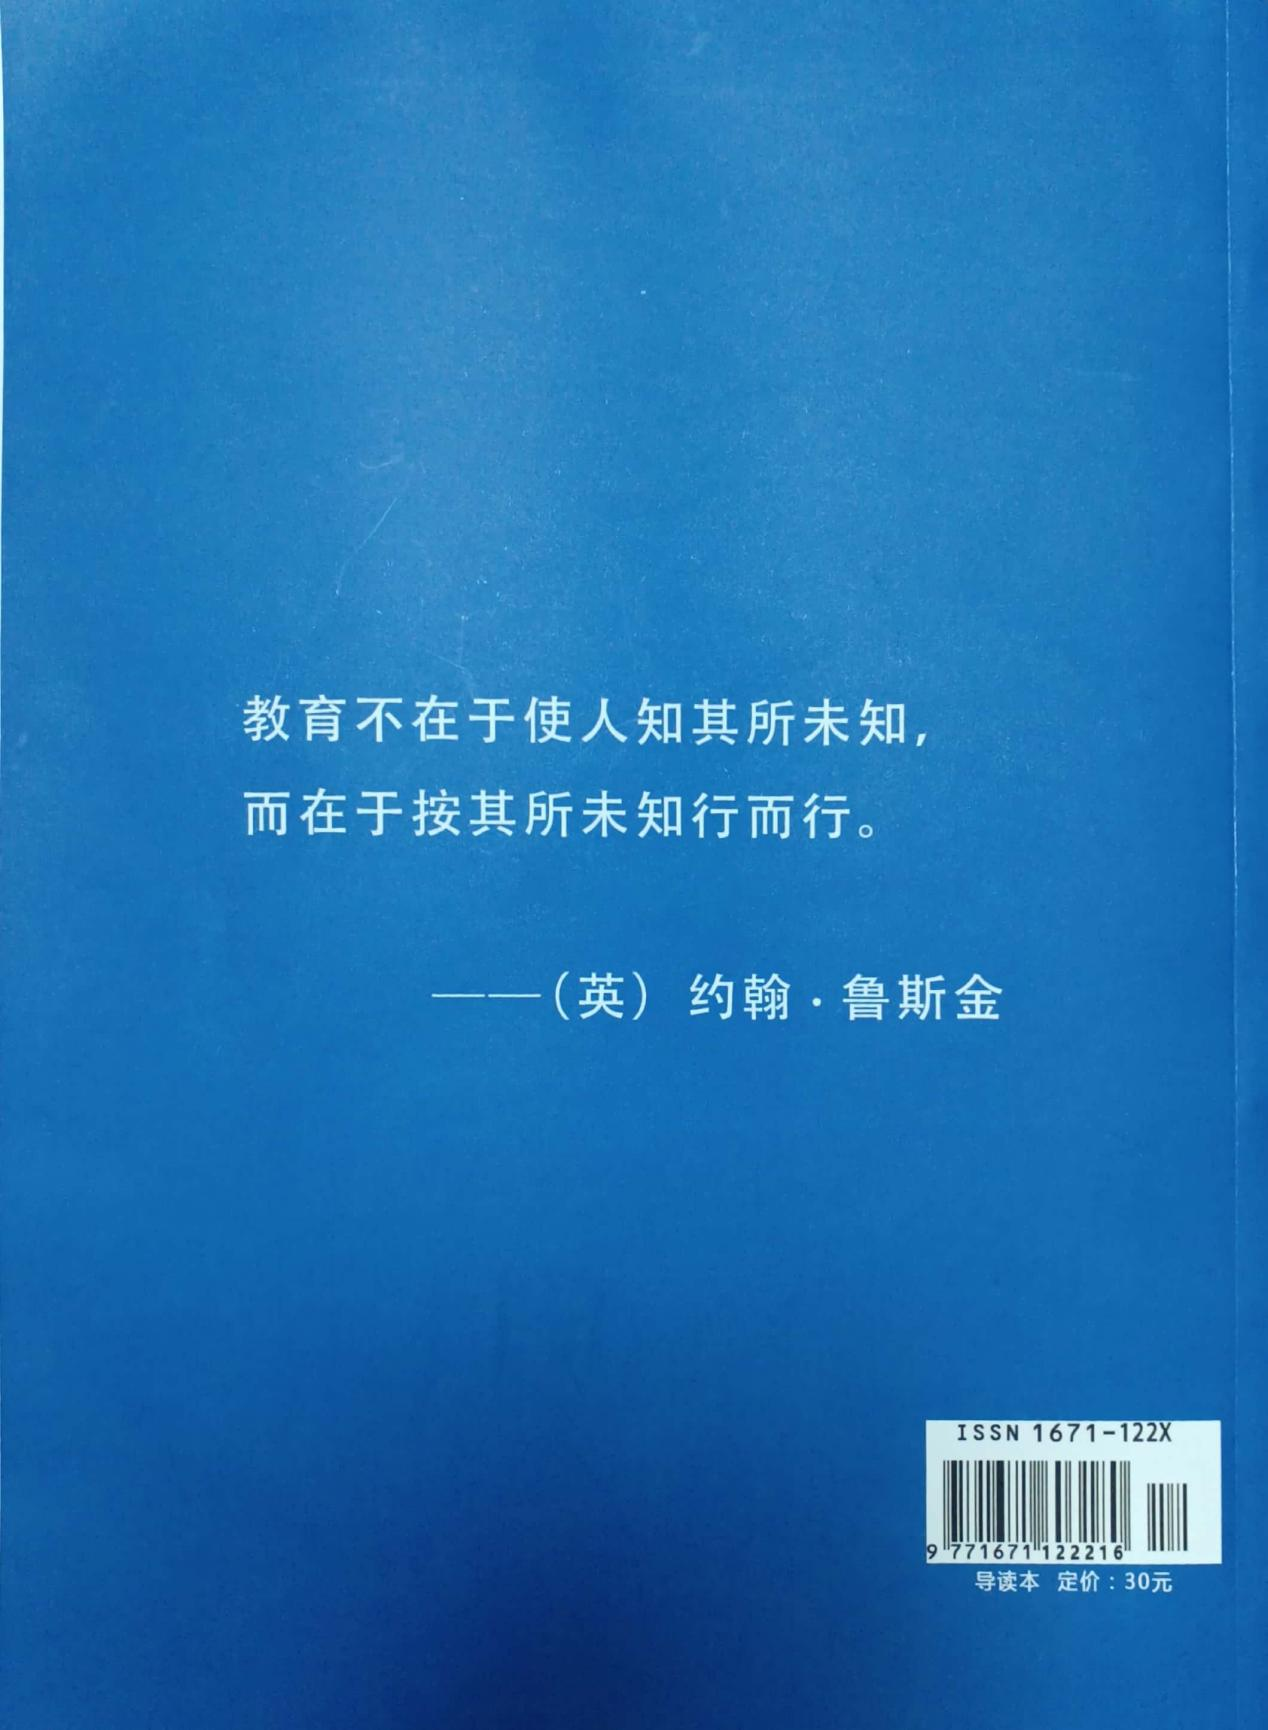 教育不在于使人知其所未知，
而在于按其所未知行而行。
——（英） 约翰·鲁斯金
ISSN 1671-122X
9 771671 122216
导读本 定价：30元